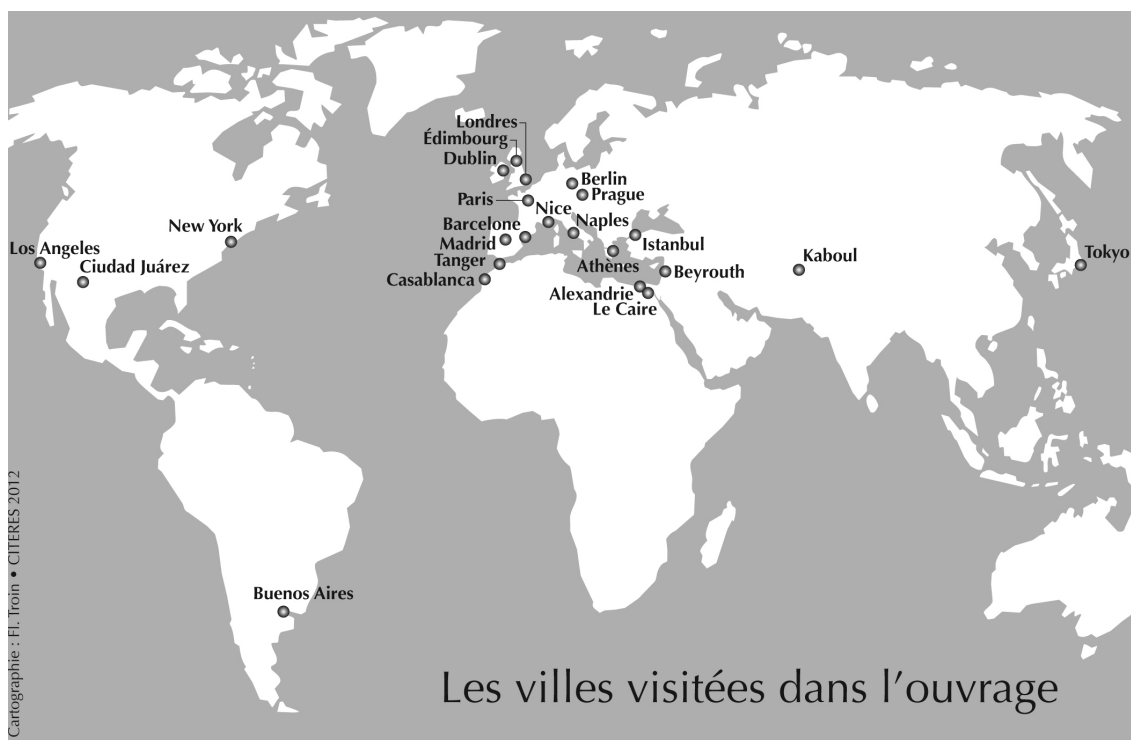 Londres
Édimbourg
Dublin
Berlin
Prague
Paris
Nice
Naples
Barcelone
Madrid
Istanbul
Tanger
Athènes
Beyrouth
Casablanca
Alexandrie
Le Caire
New York
Los Angeles
Ciudad Juárez
Kaboul
Tokyo
Buenos Aires
Les villes visitées dans l'ouvrage
Cartographie : Fl. Troin • CITERES 2012